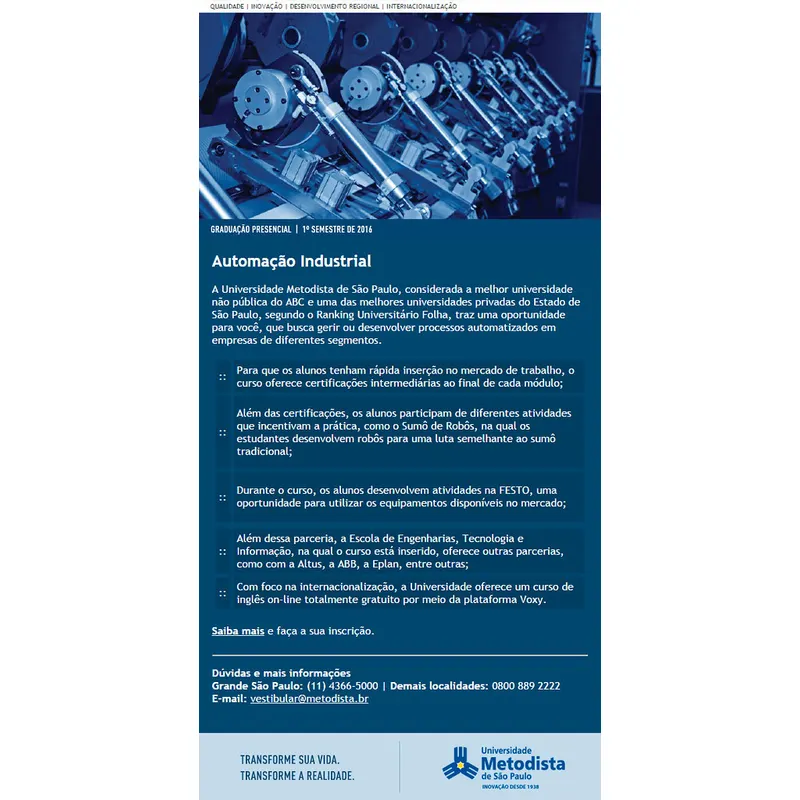 QUALIDADE | INOVAÇÃO | DESENVOLVIMENTO REGIONAL | INTERNACIONALIZAÇÃO
GRADUAÇÃO PRESENCIAL | 1º SEMESTRE DE 2016
Automação Industrial
A Universidade Metodista de São Paulo, considerada a melhor universidade
não pública do ABC e uma das melhores universidades privadas do Estado de
São Paulo, segundo o Ranking Universitário Folha, traz uma oportunidade
para você, que busca gerir ou desenvolver processos automatizados em
empresas de diferentes segmentos.
:: Para que os alunos tenham rápida inserção no mercado de trabalho, o
curso oferece certificações intermediárias ao final de cada módulo;
:: Além das certificações, os alunos participam de diferentes atividades
que incentivam a prática, como o Sumô de Robôs, na qual os
estudantes desenvolvem robôs para uma luta semelhante ao sumô
tradicional;
:: Durante o curso, os alunos desenvolvem atividades na FESTO, uma
oportunidade para utilizar os equipamentos disponíveis no mercado;
:: Além dessa parceria, a Escola de Engenharias, Tecnologia e
Informação, na qual o curso está inserido, oferece outras parcerias,
como com a Altus, a ABB, a Eplan, entre outras;
:: Com foco na internacionalização, a Universidade oferece um curso de
inglês on-line totalmente gratuito por meio da plataforma Voxy.
Saiba mais e faça a sua inscrição.
Dúvidas e mais informações
Grande São Paulo: (11) 4366-5000 | Demais localidades: 0800 889 2222
E-mail: vestibular@metodista.br
TRANSFORME SUA VIDA.
TRANSFORME A REALIDADE.
Universidade
Metodista
de São Paulo
INOVAÇÃO DESDE 1938